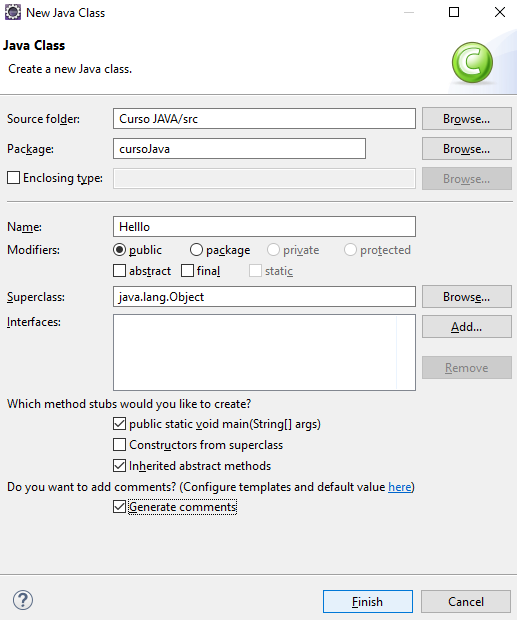 New Java Class
Java Class
Create a new Java class.
C
Source folder: Curso JAVA/src Browse...
Package: cursoJava Browse...
Enclosing type: Browse...
Name: Helllo
Modifiers: public package private protected
abstract final static
Superclass: java.lang.Object Browse...
Interfaces: Add...
Remove
Which method stubs would you like to create?
public static void main(String[] args)
Constructors from superclass
Inherited abstract methods
Do you want to add comments? (Configure templates and default value here)
Generate comments
? Finish Cancel